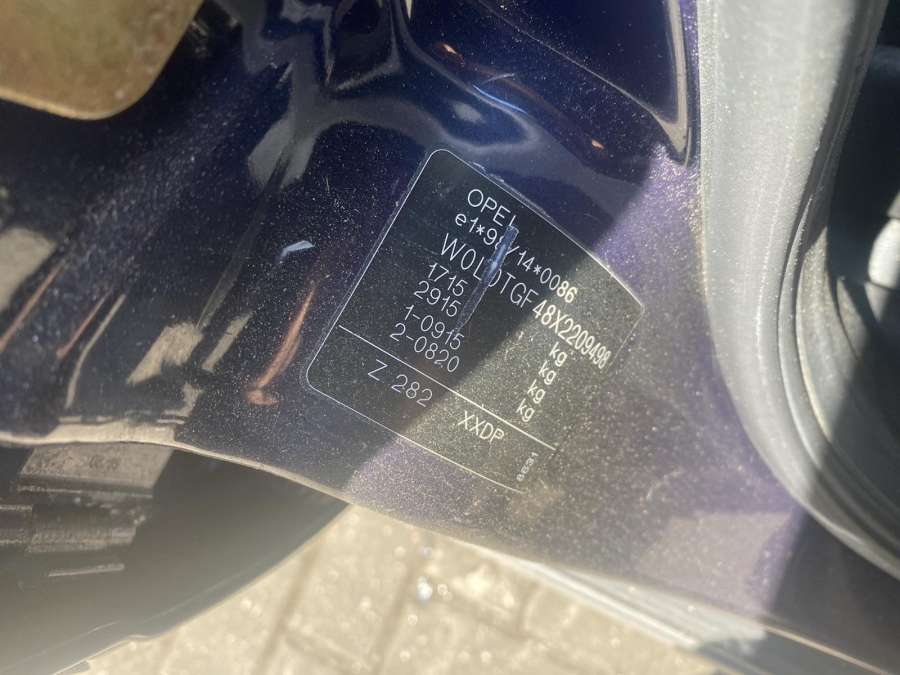 OPEL
e1*98/14*0086
W0L0TGF48X2209498
1715 kg
2915 kg
1-0915 kg
2-0820 kg
Z 282 XXDP